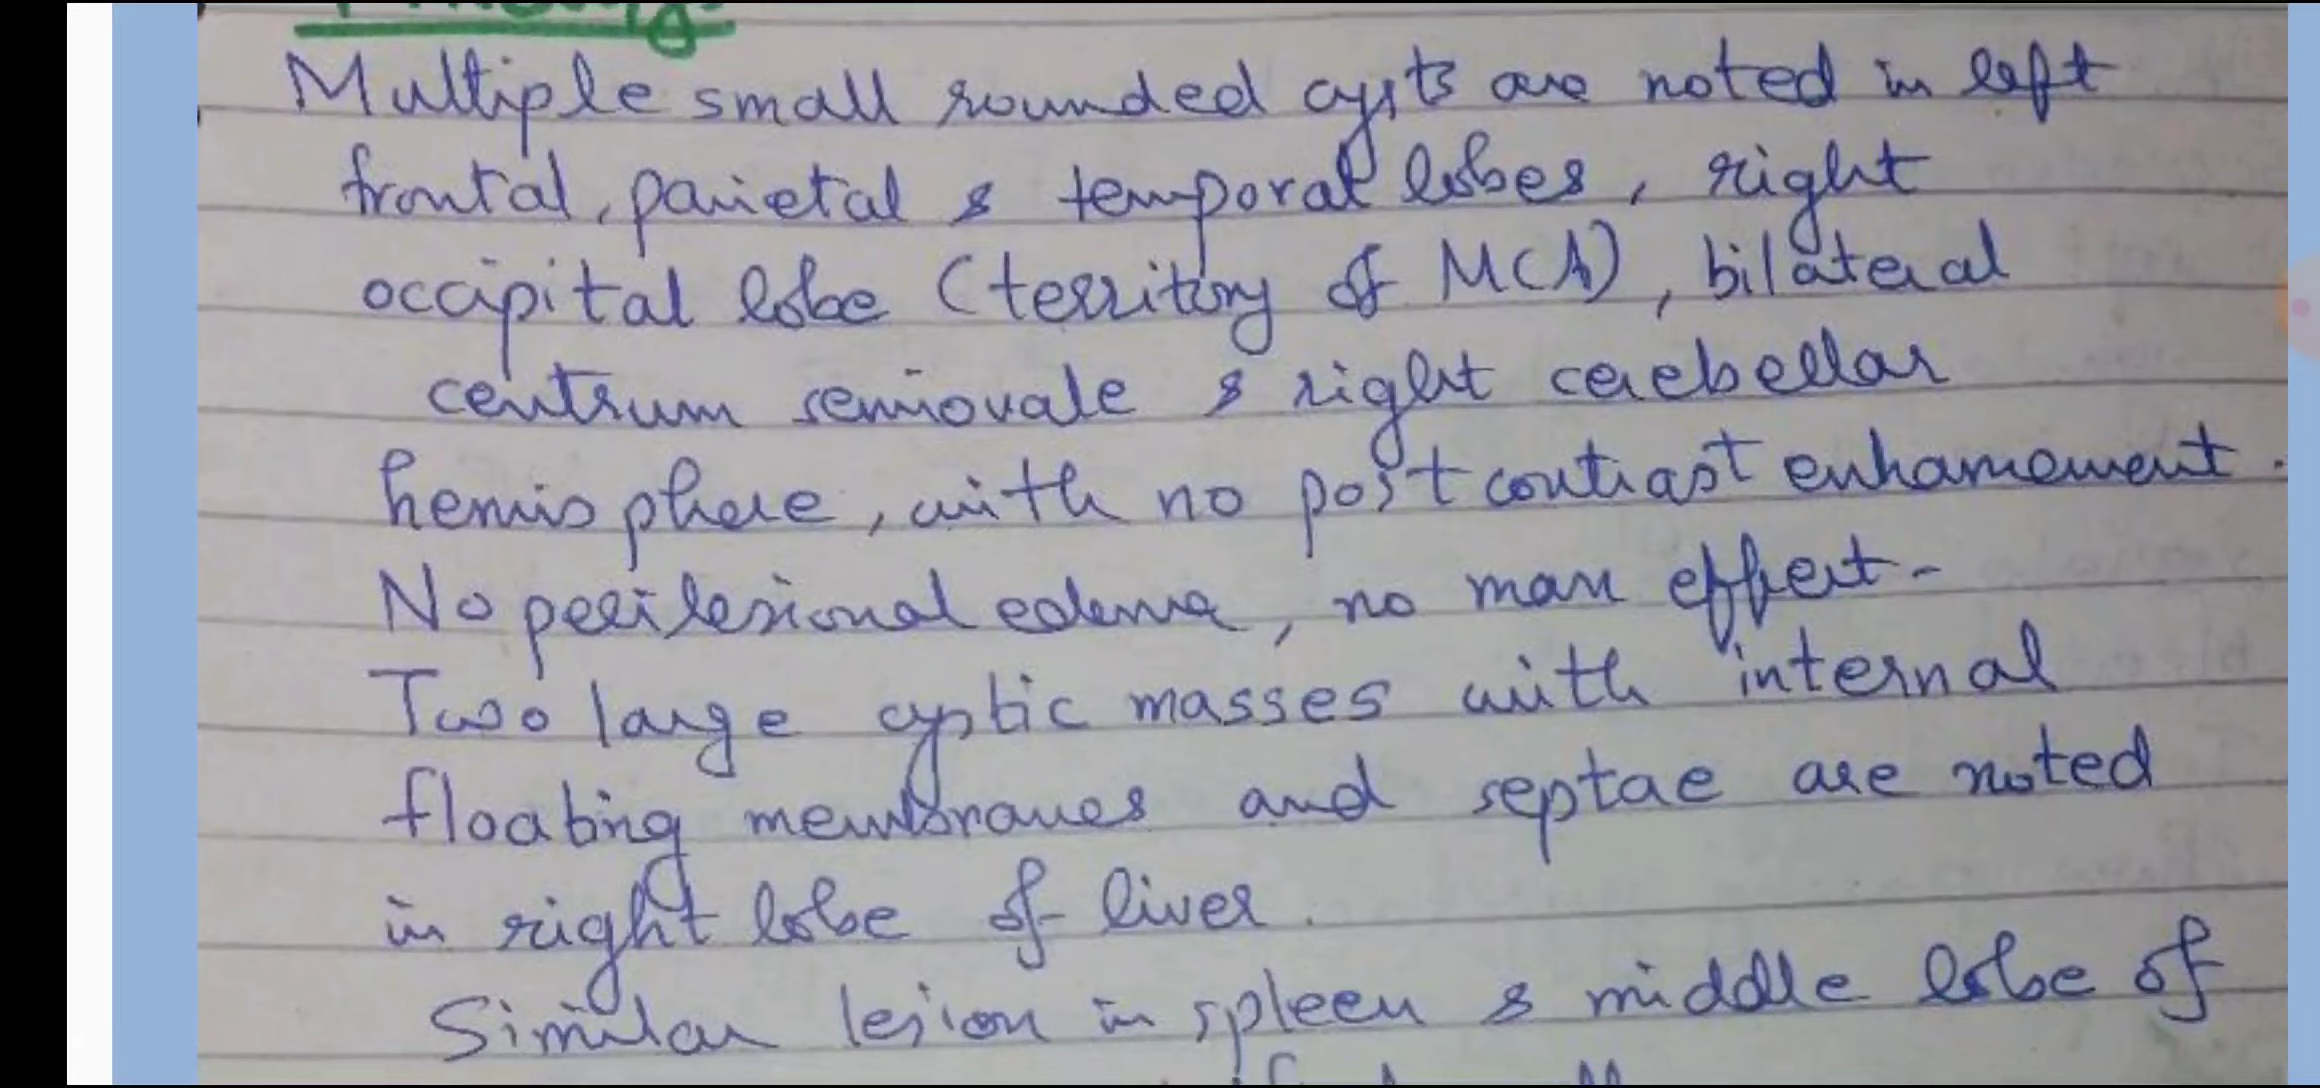 Multiple small rounded cysts are noted in left
frontal, parietal & temporal lobes, right
occipital lobe (territory of MCA), bilateral
centrum semiovale & right cerebellar
hemisphere, with no post contrast enhancement.
No perilesional edema, no mass effect-
Two large cystic masses with internal
floating membranes and septae are noted
in right lobe of liver.
Similar lesion in spleen & middle lobe of